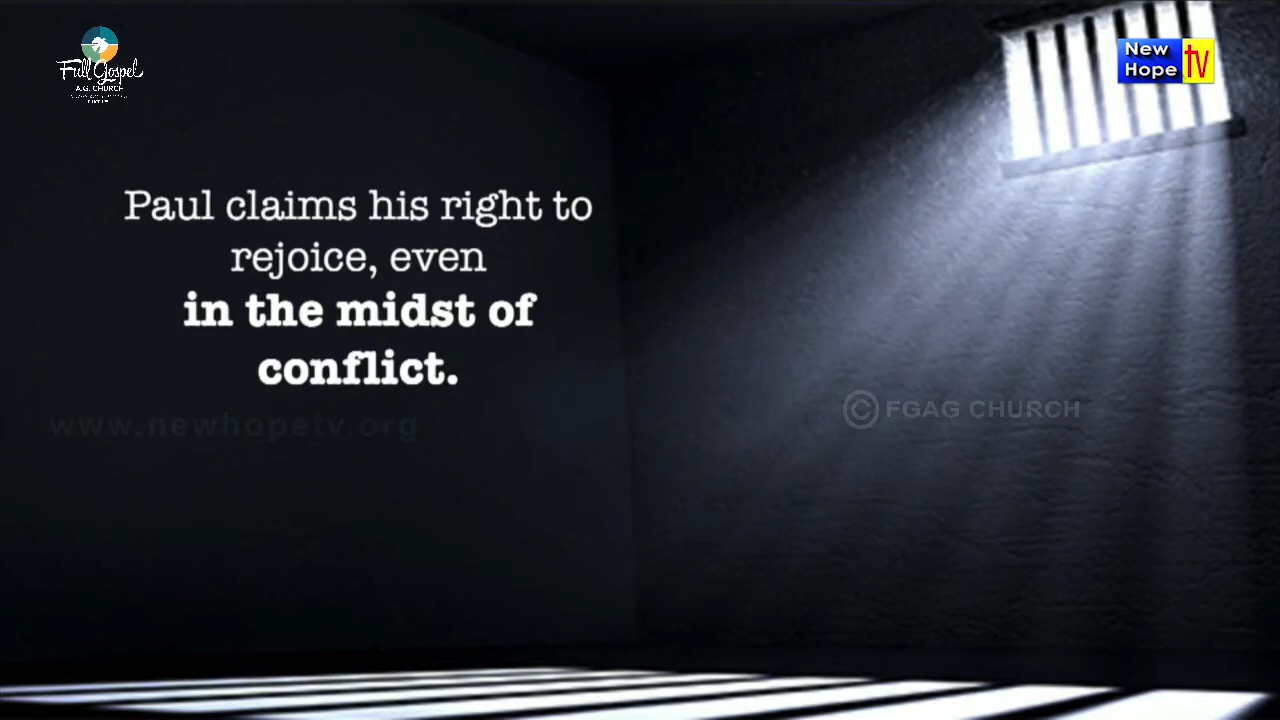 Full Gospel
A.G. CHURCH
New
Hope
tv
Paul claims his right to
rejoice, even
in the midst of
conflict.
www.newhopetv.org
© FGAG CHURCH